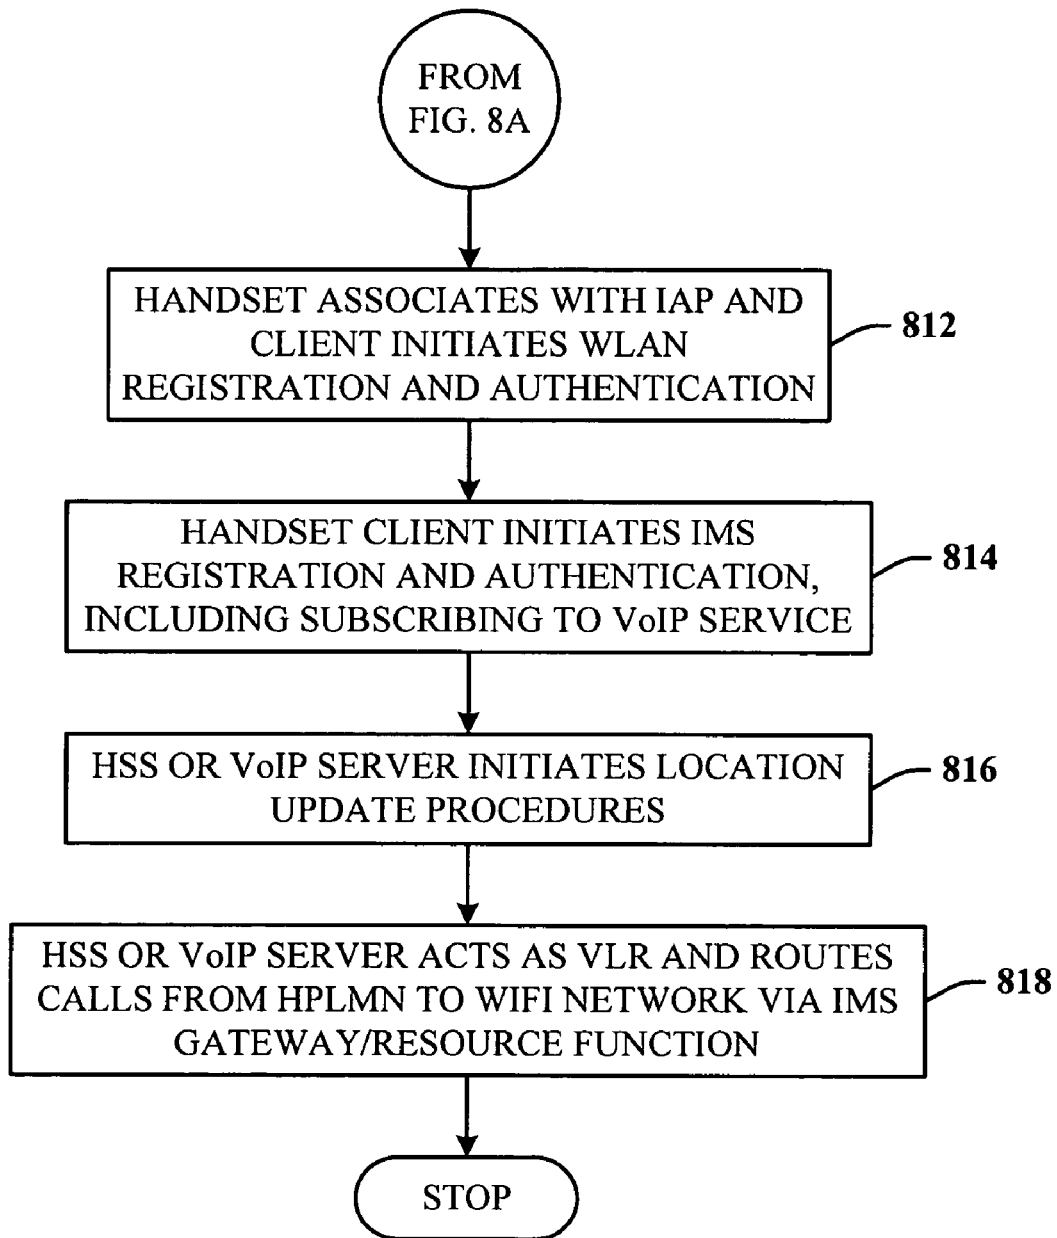 FROM
FIG. 8A
HANDSET ASSOCIATES WITH IAP AND
CLIENT INITIATES WLAN
REGISTRATION AND AUTHENTICATION
812
HANDSET CLIENT INITIATES IMS
REGISTRATION AND AUTHENTICATION,
INCLUDING SUBSCRIBING TO VoIP SERVICE
814
HSS OR VoIP SERVER INITIATES LOCATION
UPDATE PROCEDURES
816
HSS OR VoIP SERVER ACTS AS VLR AND ROUTES
CALLS FROM HPLMN TO WIFI NETWORK VIA IMS
GATEWAY/RESOURCE FUNCTION
818
STOP